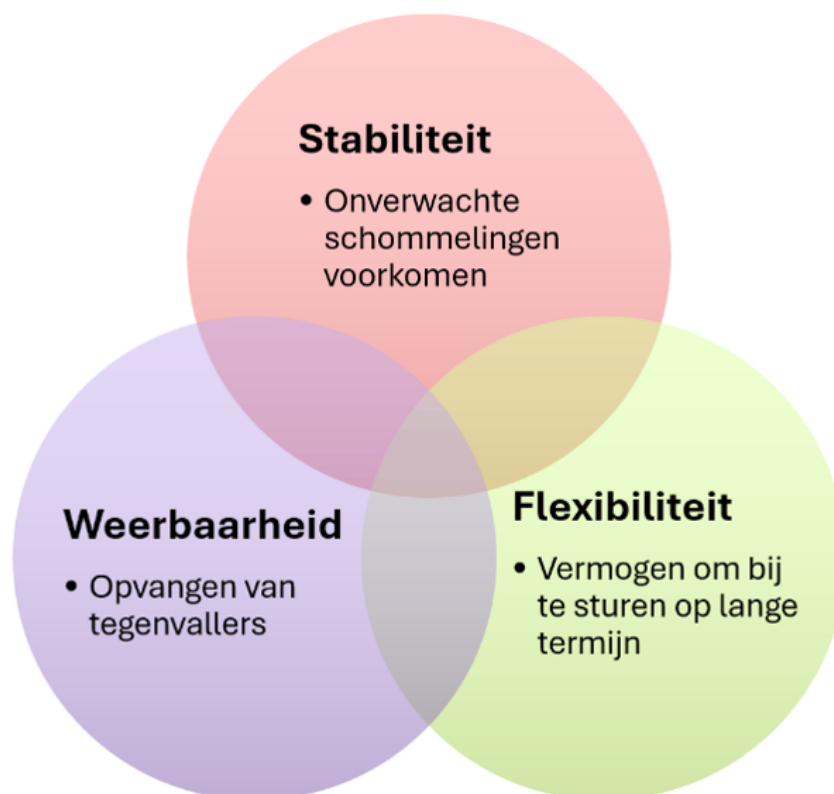 Stabiliteit
• Onverwachte
schommelingen
voorkomen
Weerbaarheid
• Opvangen van
tegenvallers
Flexibiliteit
• Vermogen om bij
te sturen op lange
termijn